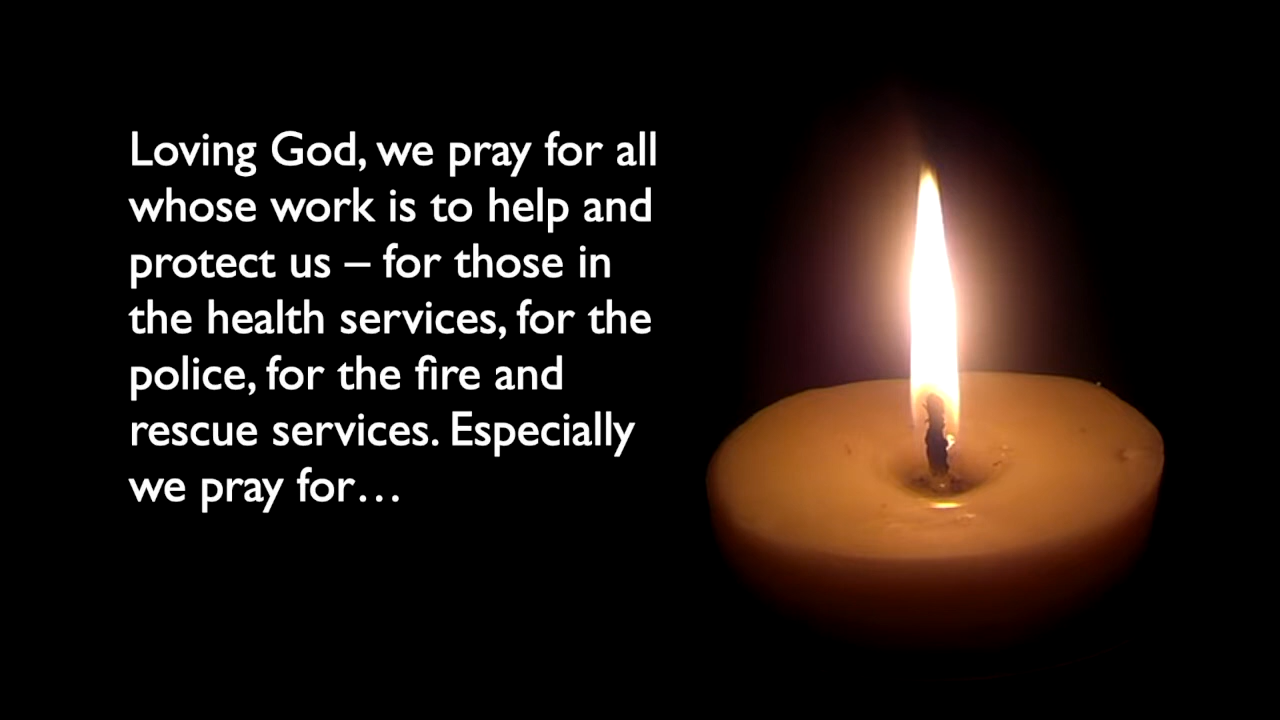 Loving God, we pray for all
whose work is to help and
protect us – for those in
the health services, for the
police, for the fire and
rescue services. Especially
we pray for…